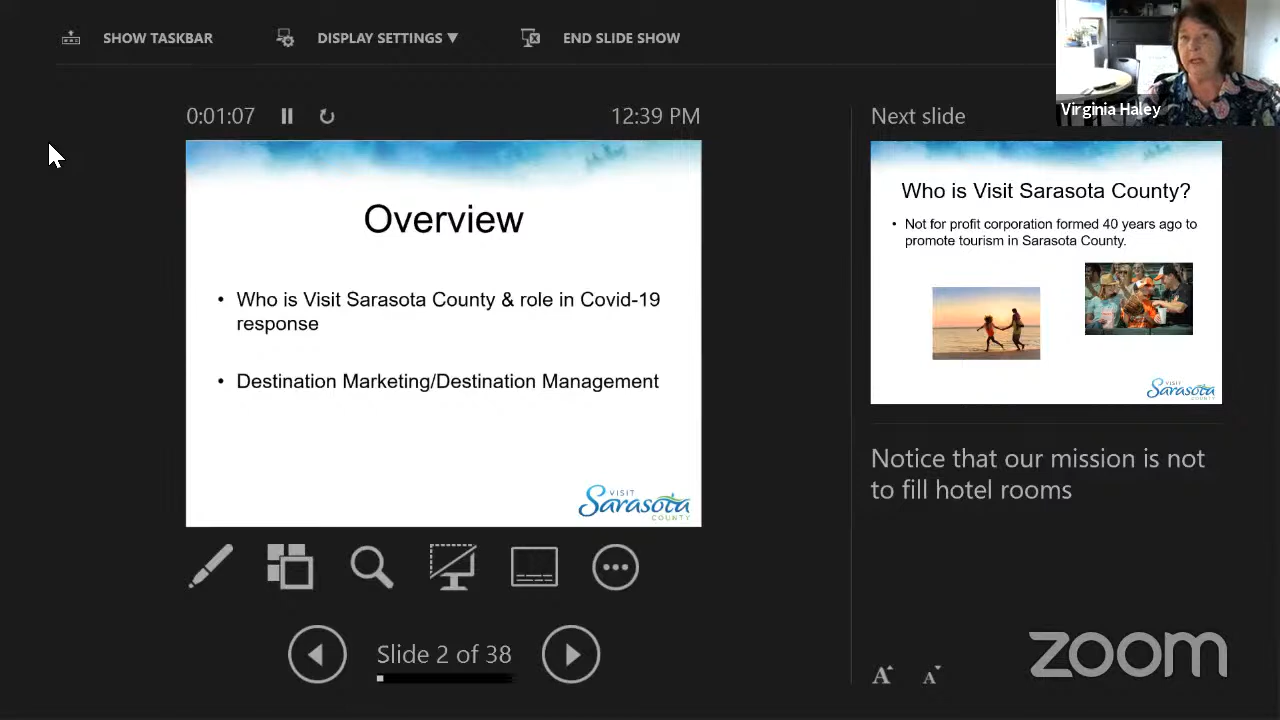 SHOW TASKBAR
DISPLAY SETTINGS ▼
END SLIDE SHOW
Virginia Haley
0:01:07
12:39 PM
Overview
• Who is Visit Sarasota County & role in Covid-19
response
• Destination Marketing/Destination Management
VISIT
Sarasota
COUNTY
Slide 2 of 38
Next slide
Who is Visit Sarasota County?
• Not for profit corporation formed 40 years ago to
promote tourism in Sarasota County.
VISIT
Sarasota
COUNTY
Notice that our mission is not
to fill hotel rooms
A A
zoom